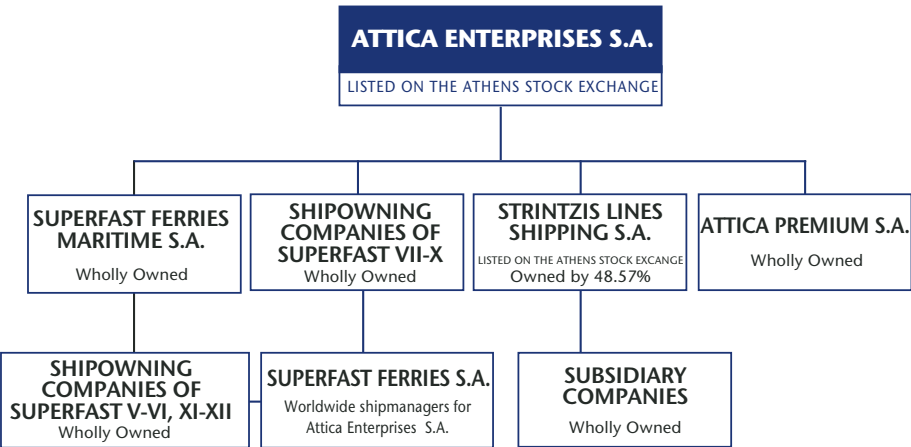 ATTICA ENTERPRISES S.A.
LISTED ON THE ATHENS STOCK EXCHANGE
SUPERFAST FERRIES
MARITIME S.A.
Wholly Owned
SHIPOWNING
COMPANIES OF
SUPERFAST VII-X
Wholly Owned
STRINTZIS LINES
SHIPPING S.A.
LISTED ON THE ATHENS STOCK EXCANGE
Owned by 48.57%
ATTICA PREMIUM S.A.
Wholly Owned
SHIPOWNING
COMPANIES OF
SUPERFAST V-VI, XI-XII
Wholly Owned
SUPERFAST FERRIES S.A.
Worldwide shipmanagers for
Attica Enterprises S.A.
SUBSIDIARY
COMPANIES
Wholly Owned